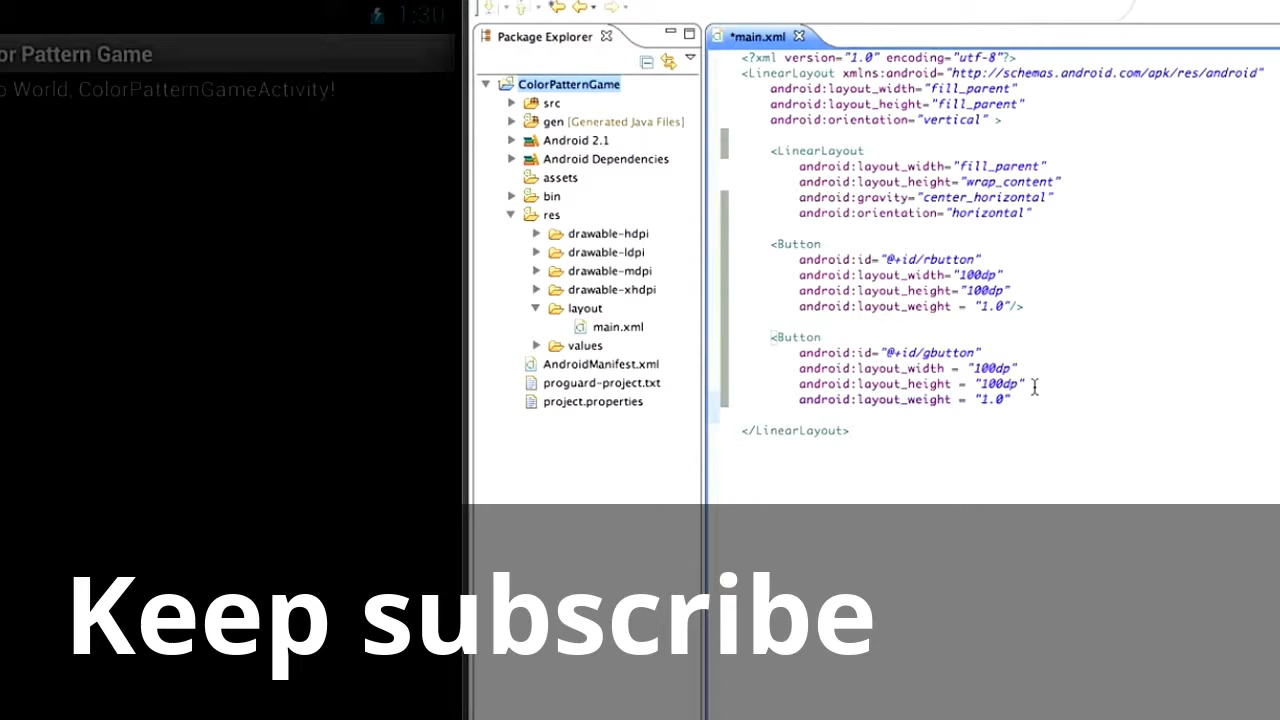 1:30
or Pattern Game
o World, ColorPatternGameActivity!
Package Explorer
ColorPatternGame
src
gen [Generated Java Files]
Android 2.1
Android Dependencies
assets
bin
res
drawable-hdpi
drawable-ldpi
drawable-mdpi
drawable-xhdpi
layout
main.xml
values
AndroidManifest.xml
proguard-project.txt
project.properties
*main.xml
<?xml version="1.0" encoding="utf-8"?>
<LinearLayout xmlns:android="http://schemas.android.com/apk/res/android"
android:layout_width="fill_parent"
android:layout_height="fill_parent"
android:orientation="vertical" >
<LinearLayout
android:layout_width="fill_parent"
android:layout_height="wrap_content"
android:gravity="center_horizontal"
android:orientation="horizontal"
<Button
android:id="@+id/rbutton"
android:layout_width="100dp"
android:layout_height="100dp"
android:layout_weight = "1.0"/>
<Button
android:id="@+id/gbutton"
android:layout_width = "100dp"
android:layout_height = "100dp"
android:layout_weight = "1.0"
</LinearLayout>
Keep subscribe